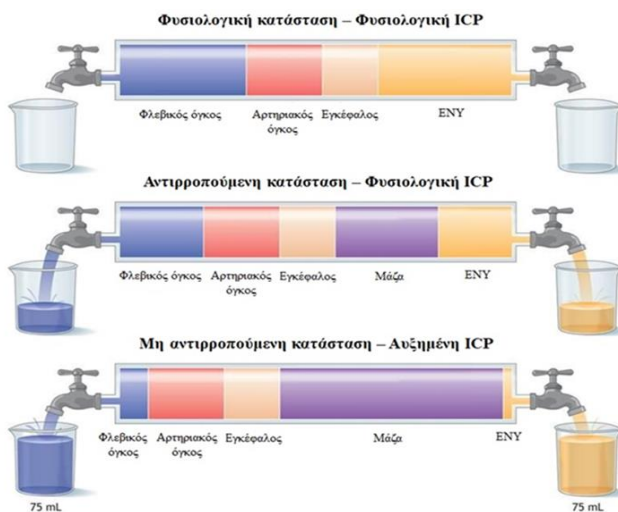 Φυσιολογική κατάσταση – Φυσιολογική ICP
Φλεβικός όγκος
Αρτηριακός
όγκος
Εγκέφαλος
ΕΝΥ
Αντιρροπούμενη κατάσταση – Φυσιολογική ICP
Φλεβικός όγκος
Αρτηριακός
όγκος
Εγκέφαλος
Μάζα
ΕΝΥ
Μη αντιρροπούμενη κατάσταση – Αυξημένη ICP
Φλεβικός
όγκος
Αρτηριακός
όγκος
Εγκέφαλος
Μάζα
ΕΝΥ
75 mL
75 mL